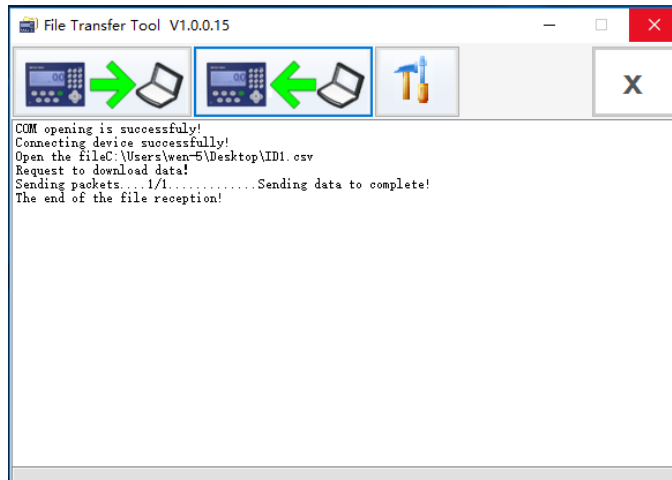 File Transfer Tool V1.0.0.15
X
COM opening is successfuly!
Connecting device successfully!
Open the fileC:\Users\wen-5\Desktop\ID1.csv
Request to download data!
Sending packets....1/1.............Sending data to complete!
The end of the file reception!